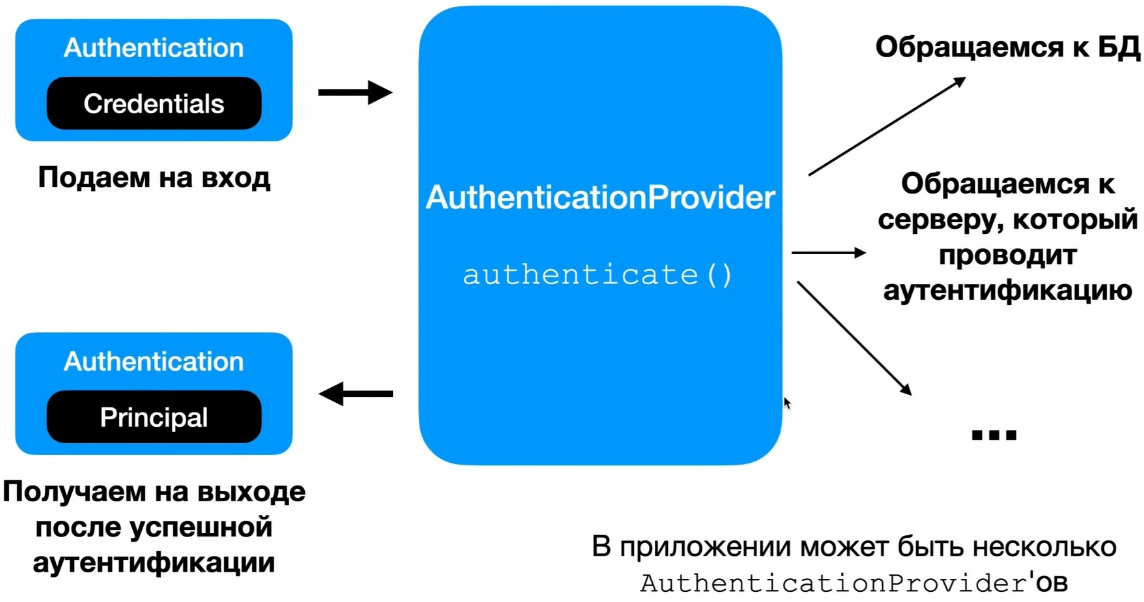 Authentication
Credentials
Подаем на вход
AuthenticationProvider
authenticate()
Обращаемся к БД
Обращаемся к
серверу, который
проводит
аутентификацию
...
Authentication
Principal
Получаем на выходе
после успешной
аутентификации
В приложении может быть несколько
AuthenticationProvider'ов